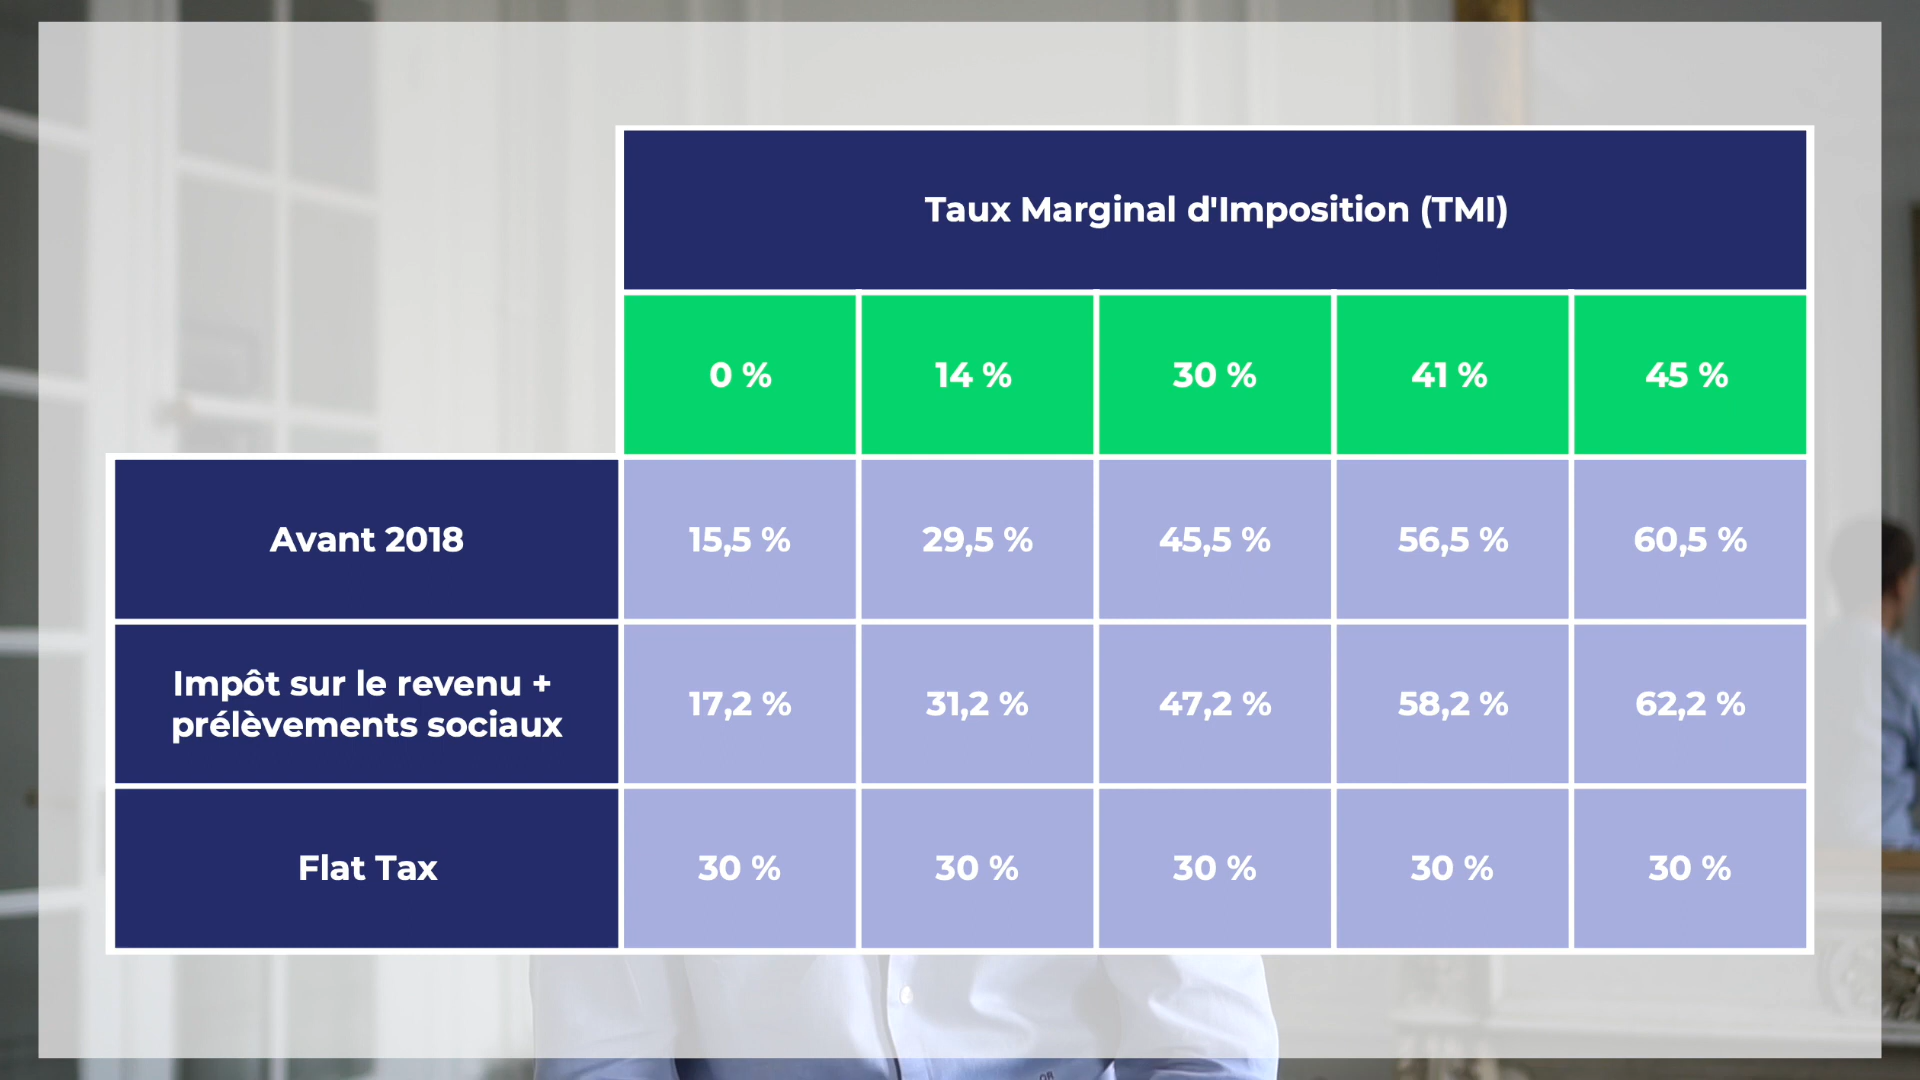 Taux Marginal d'Imposition (TMI)
0 % 14 % 30 % 41 % 45 %
Avant 2018 15,5 % 29,5 % 45,5 % 56,5 % 60,5 %
Impôt sur le revenu +
prélèvements sociaux 17,2 % 31,2 % 47,2 % 58,2 % 62,2 %
Flat Tax 30 % 30 % 30 % 30 % 30 %